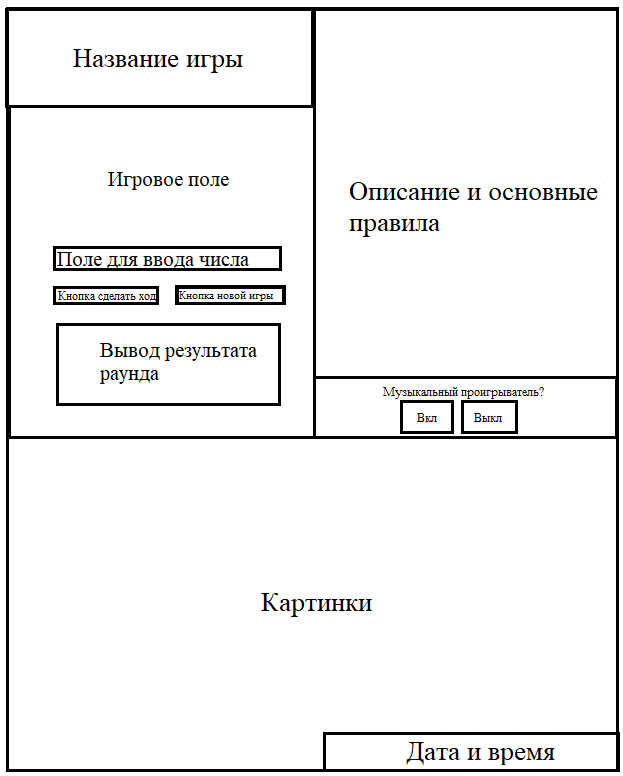 Название игры
Игровое поле
Поле для ввода числа
Кнопка сделать ход
Кнопка новой игры
Вывод результата
раунда
Описание и основные
правила
Музыкальный проигрыватель?
Вкл
Выкл
Картинки
Дата и время